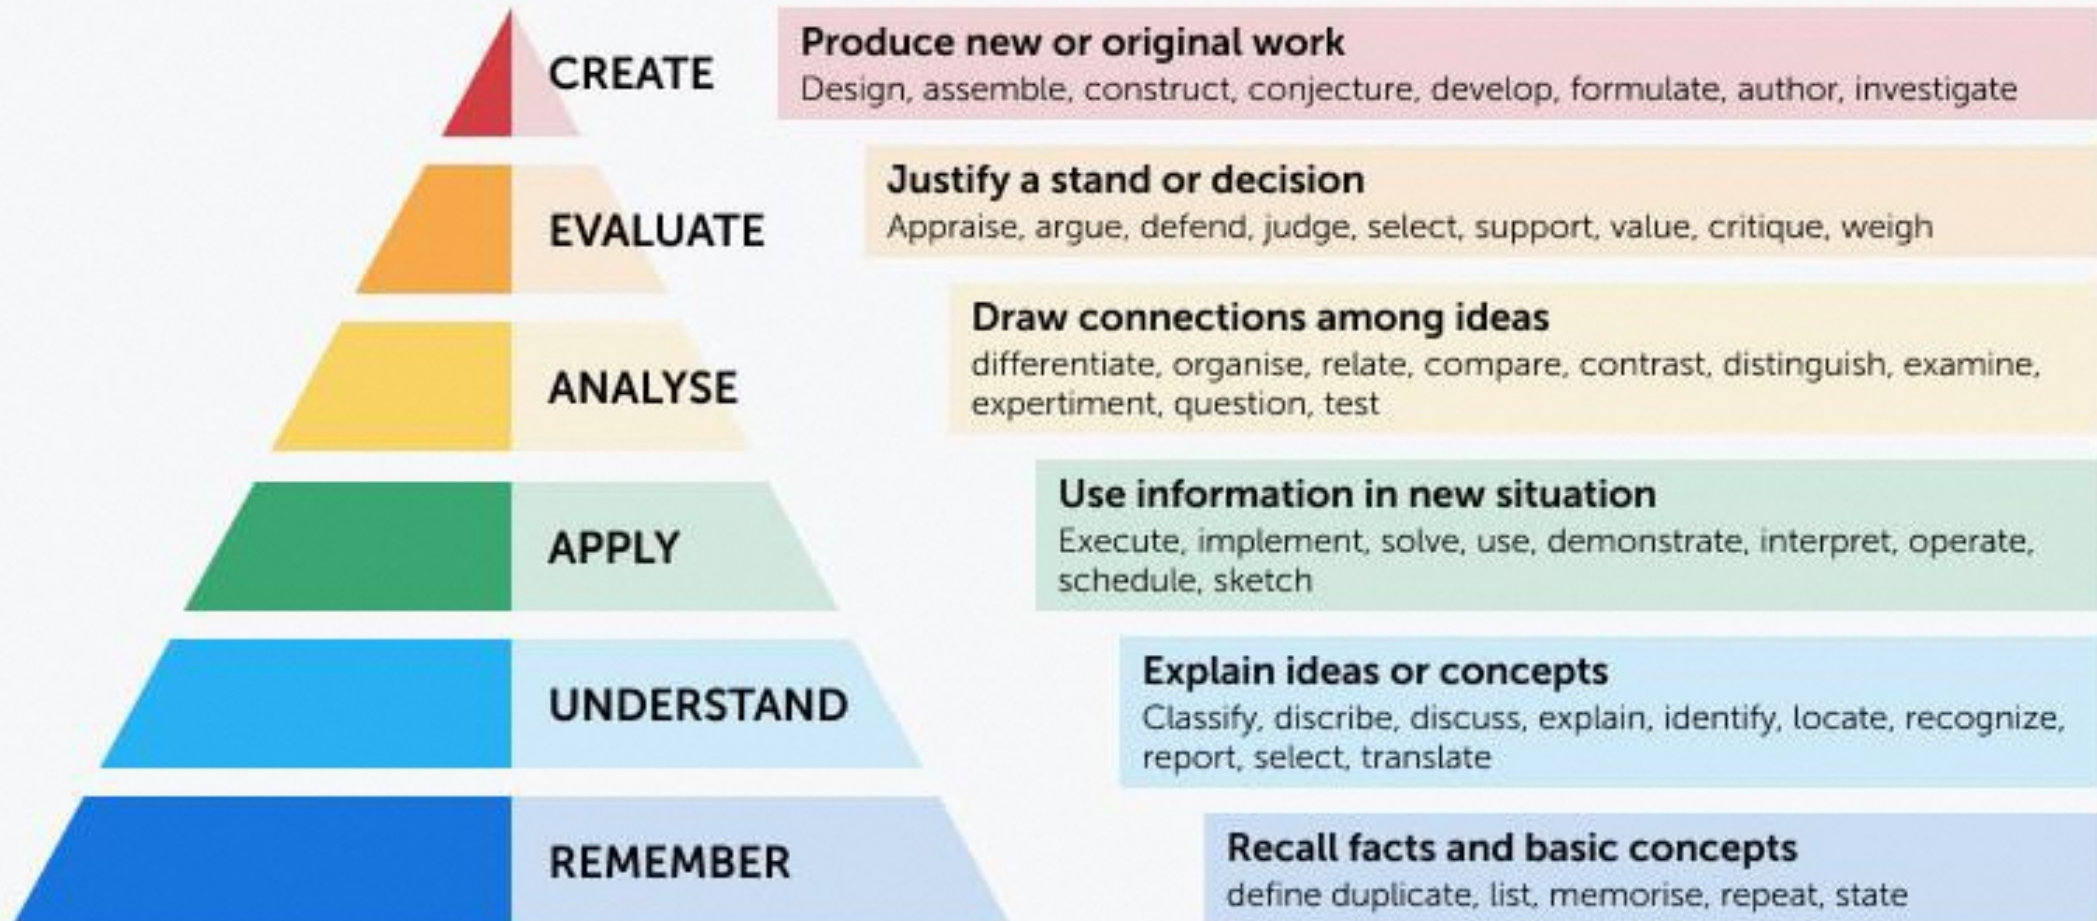 CREATE
Produce new or original work
Design, assemble, construct, conjecture, develop, formulate, author, investigate
EVALUATE
Justify a stand or decision
Appraise, argue, defend, judge, select, support, value, critique, weigh
ANALYSE
Draw connections among ideas
differentiate, organise, relate, compare, contrast, distinguish, examine,
expertiment, question, test
APPLY
Use information in new situation
Execute, implement, solve, use, demonstrate, interpret, operate,
schedule, sketch
UNDERSTAND
Explain ideas or concepts
Classify, discribe, discuss, explain, identify, locate, recognize,
report, select, translate
REMEMBER
Recall facts and basic concepts
define duplicate, list, memorise, repeat, state